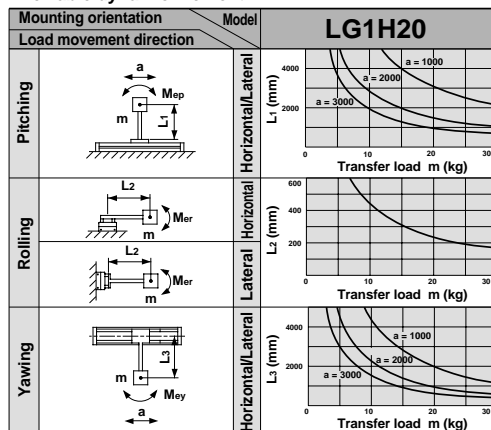 Mounting orientation
Model
Load movement direction
LG1H20
Pitching
a
Mep
m
L1
Horizontal/Lateral
L1 (mm)
4000
2000
a = 1000
a = 2000
a = 3000
0
10
20
30
Transfer load m (kg)
Rolling
L2
Mer
m
Horizontal
L2
Mer
m
Lateral
L2 (mm)
600
400
200
0
10
20
30
Transfer load m (kg)
Yawing
L3
m
Mey
a
Horizontal/Lateral
L3 (mm)
4000
2000
a = 1000
a = 2000
a = 3000
0
10
20
30
Transfer load m (kg)